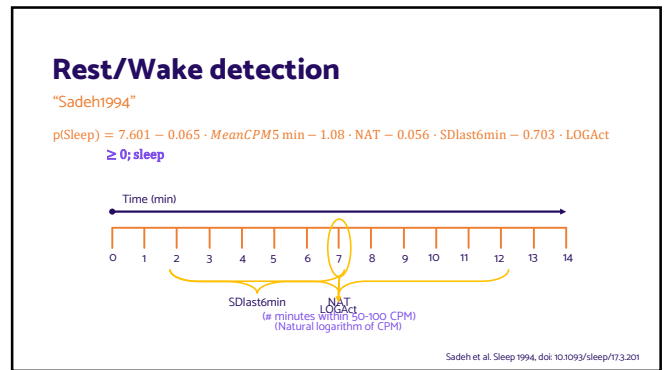 Rest/Wake detection
“Sadeh1994”
p(Sleep) = 7.601 − 0.065 · MeanCPM5 min − 1.08 · NAT − 0.056 · SDlast6min − 0.703 · LOGAct
≥ 0; sleep
Time (min)
0 1 2 3 4 5 6 7 8 9 10 11 12 13 14
SDlast6min NAT
LOGAct
(# minutes within 50-100 CPM)
(Natural logarithm of CPM)
Sadeh et al. Sleep 1994, doi: 10.1093/sleep/17.3.201